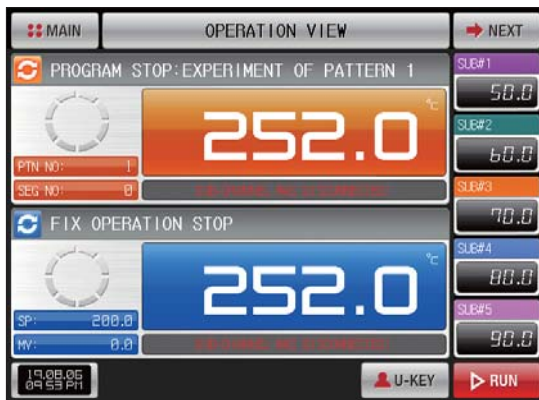 MAIN
OPERATION VIEW
NEXT
PROGRAM STOP:EXPERIMENT OF PATTERN 1
°C
252.0
PTN NO: 1
SEG NO: 0
FIX OPERATION STOP
°C
252.0
SP: 200.0
MV: 0.0
SUB#1
50.0
SUB#2
60.0
SUB#3
70.0
SUB#4
80.0
SUB#5
90.0
19.08.06
09:53 PM
U-KEY
RUN